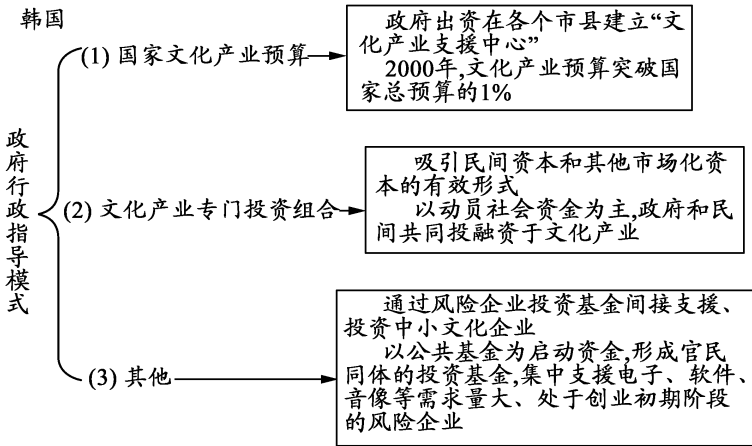 韩国
政府行政指导模式
(1) 国家文化产业预算
政府出资在各个市县建立“文
化产业支援中心”
2000年,文化产业预算突破国
家总预算的1%
(2) 文化产业专门投资组合
吸引民间资本和其他市场化资
本的有效形式
以动员社会资金为主,政府和民
间共同投融资于文化产业
(3) 其他
通过风险企业投资基金间接支援、
投资中小文化企业
以公共基金为启动资金,形成官民
同体的投资基金,集中支援电子、软件、
音像等需求量大、处于创业初期阶段
的风险企业